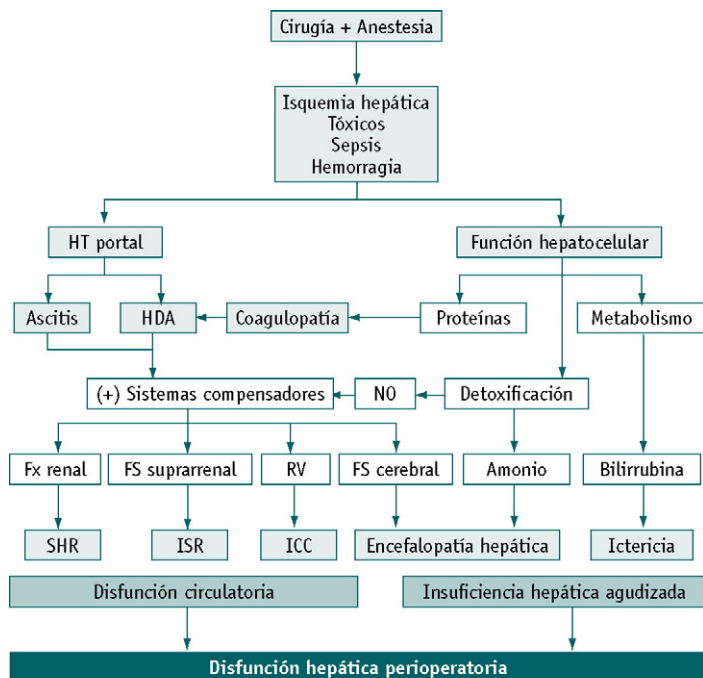 Cirugía + Anestesia
Isquemia hepática
Tóxicos
Sepsis
Hemorragia
HT portal
Función hepatocelular
Ascitis
HDA
Coagulopatía
Proteínas
Metabolismo
(+) Sistemas compensadores
NO
Detoxificación
Fx renal
FS suprarrenal
RV
FS cerebral
Amonio
Bilirrubina
SHR
ISR
ICC
Encefalopatía hepática
Ictericia
Disfunción circulatoria
Insuficiencia hepática agudizada
Disfunción hepática perioperatoria